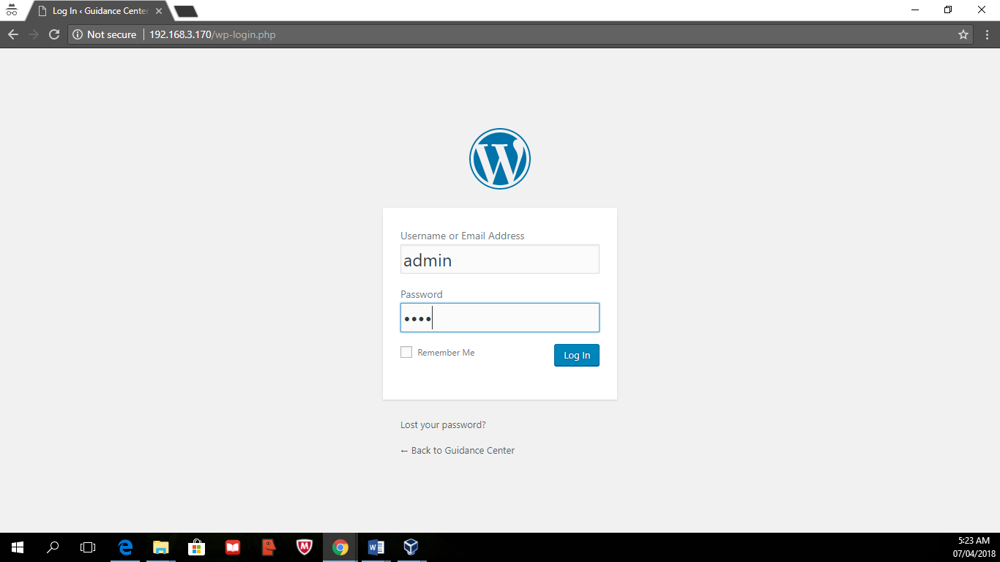 Log In ‹ Guidance Center
Not secure 192.168.3.170/wp-login.php
Username or Email Address
admin
Password
••••
Remember Me
Log In
Lost your password?
← Back to Guidance Center
5:23 AM
07/04/2018